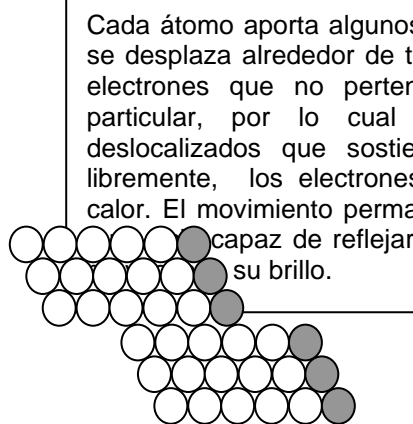 Cada átomo aporta algunos
se desplaza alrededor de t
electrones que no perten
particular, por lo cual
deslocalizados que sostie
libremente, los electrones
calor. El movimiento perma
capaz de reflejar
su brillo.